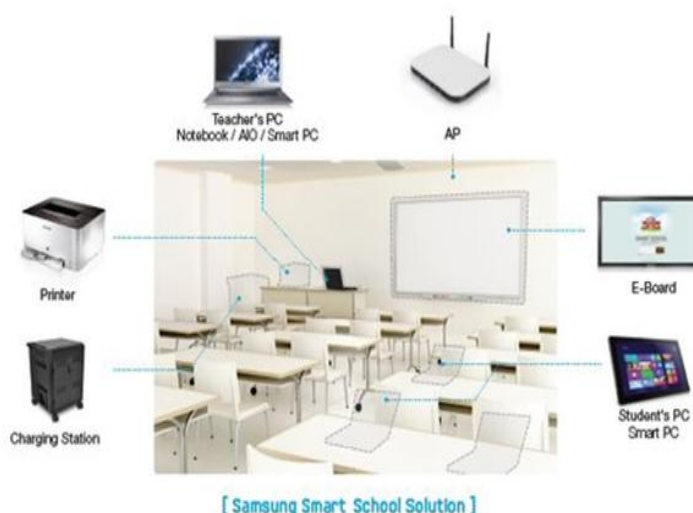 Teacher's PC
Notebook / AIO / Smart PC
AP
Printer
E-Board
Charging Station
Student's PC
Smart PC
[ Samsung Smart School Solution ]